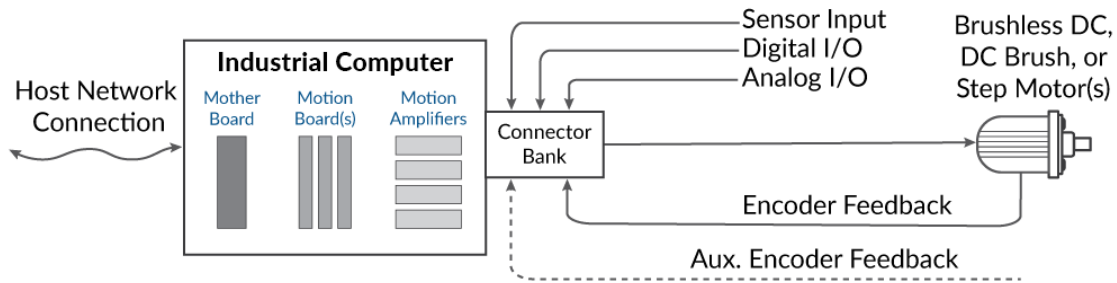 Sensor Input
Digital I/O
Analog I/O
Brushless DC,
DC Brush, or
Step Motor(s)
Industrial Computer
Host Network
Connection
Mother
Board
Motion
Board(s)
Motion
Amplifiers
Connector
Bank
Encoder Feedback
Aux. Encoder Feedback